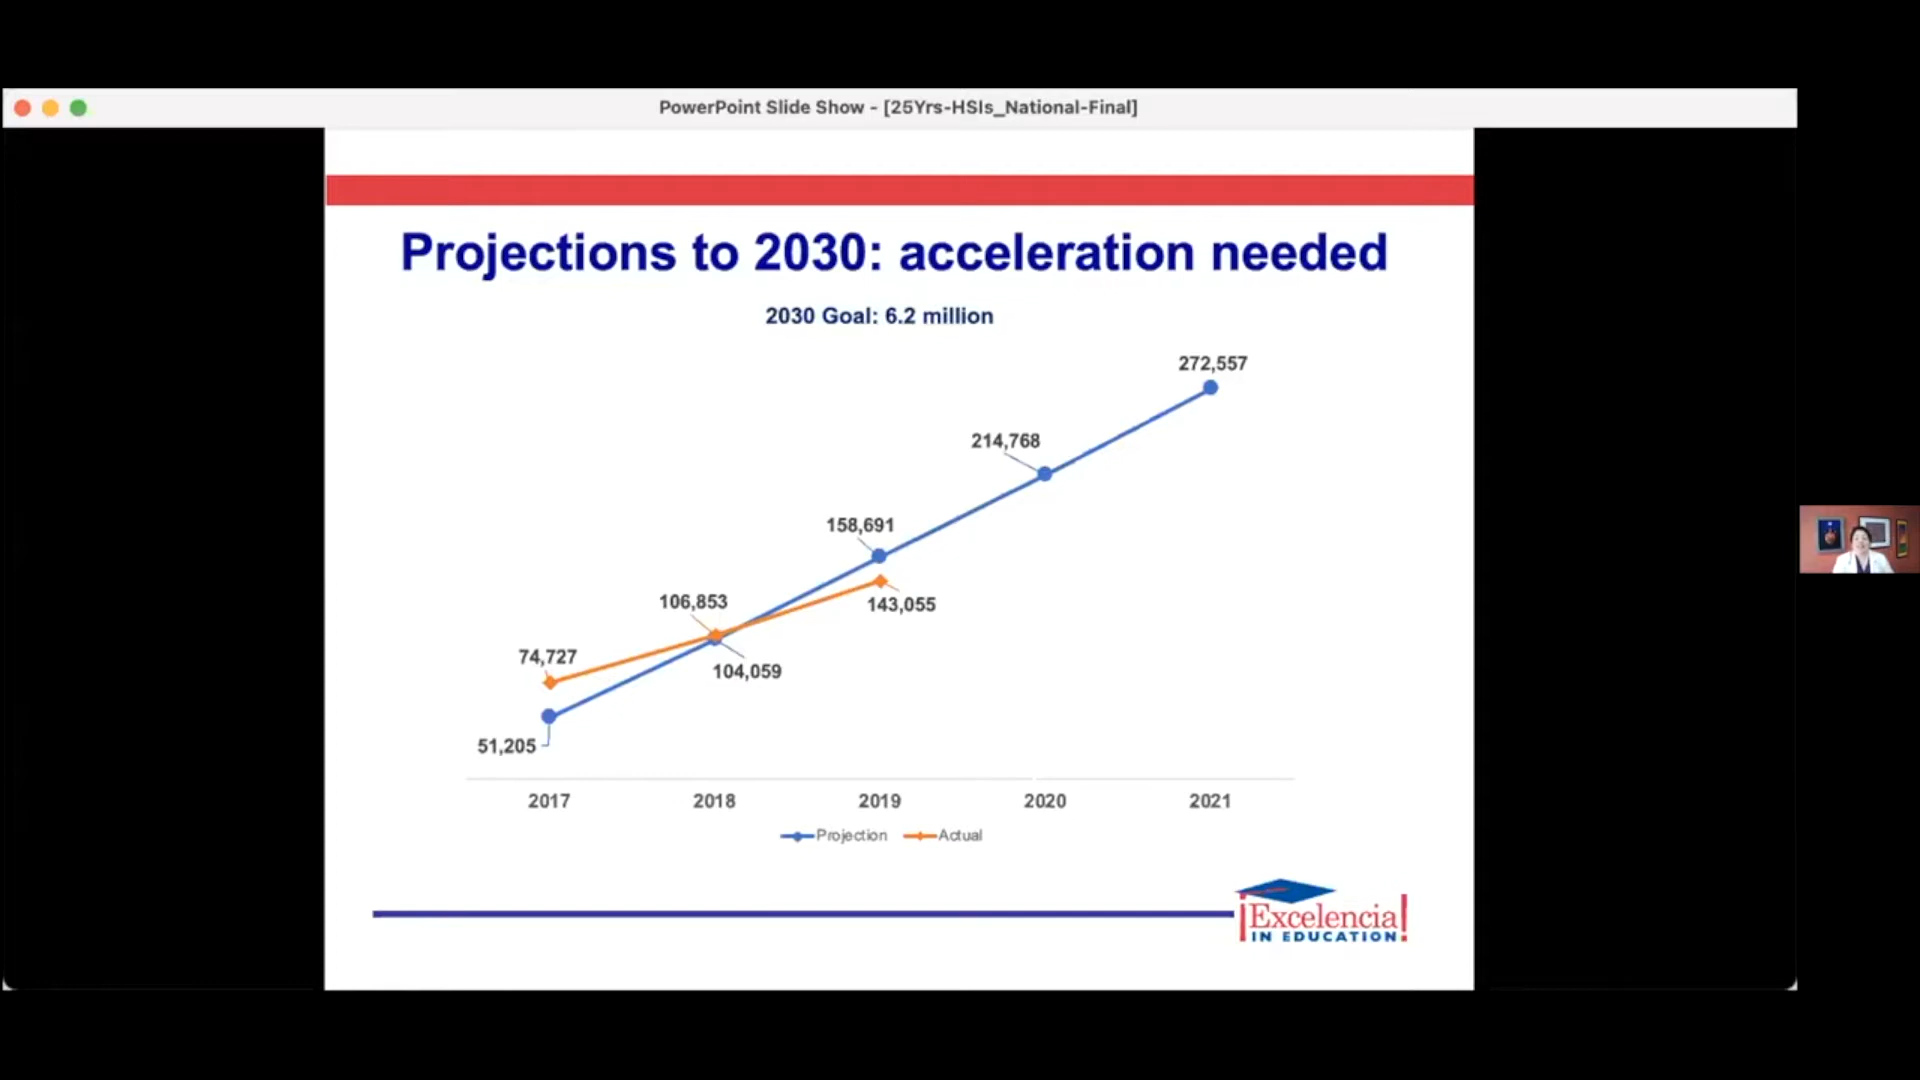 PowerPoint Slide Show - [25Yrs-HSIs_National-Final]
Projections to 2030: acceleration needed
2030 Goal: 6.2 million
272,557
214,768
158,691
106,853
143,055
74,727
104,059
51,205
2017 2018 2019 2020 2021
Projection Actual
¡Excelencia!
IN EDUCATION